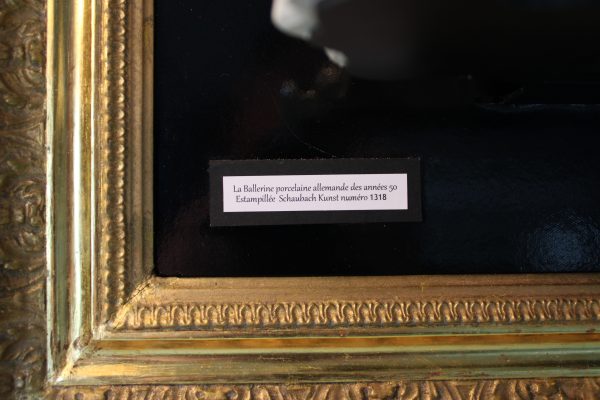 La Ballerine porcelaine allemande des années 50
Estampillée Schaubach Kunst numéro 1318